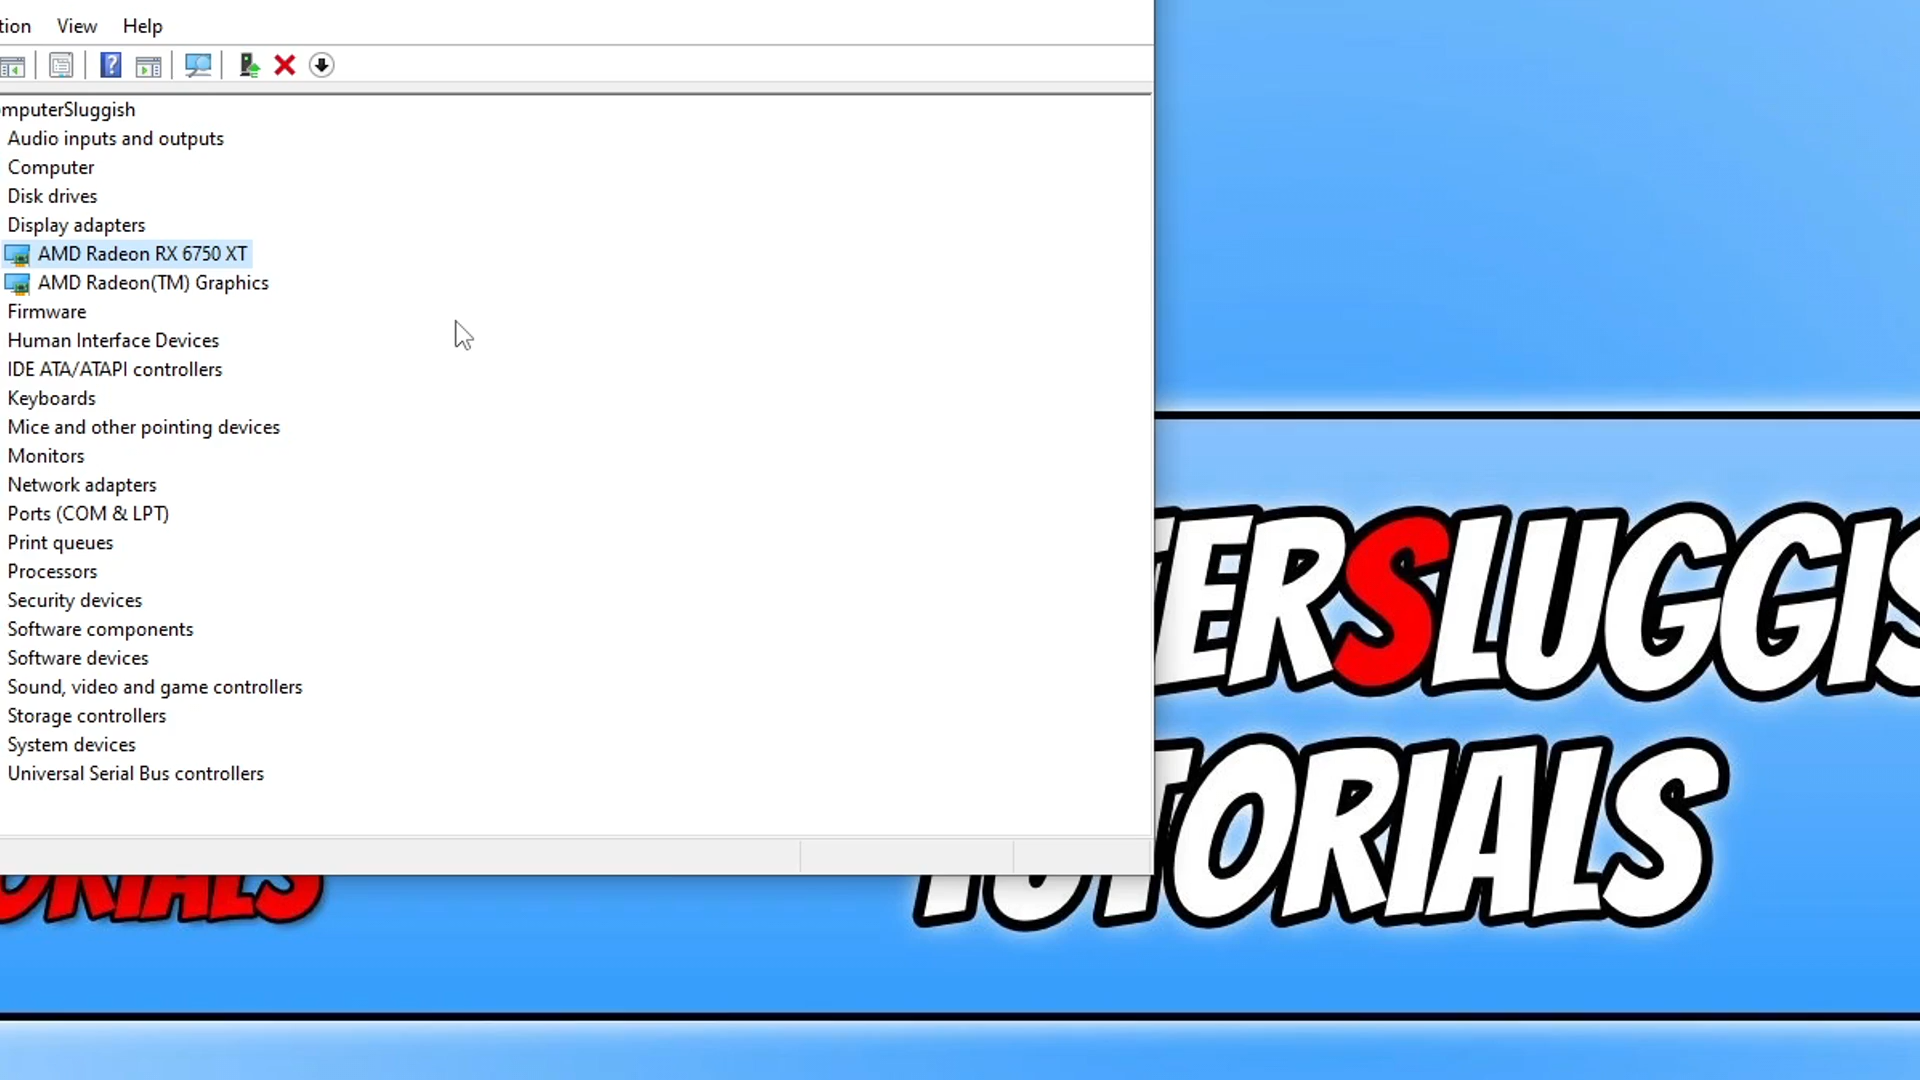 tion View Help
mputerSluggish
Audio inputs and outputs
Computer
Disk drives
Display adapters
AMD Radeon RX 6750 XT
AMD Radeon(TM) Graphics
Firmware
Human Interface Devices
IDE ATA/ATAPI controllers
Keyboards
Mice and other pointing devices
Monitors
Network adapters
Ports (COM & LPT)
Print queues
Processors
Security devices
Software components
Software devices
Sound, video and game controllers
Storage controllers
System devices
Universal Serial Bus controllers
TERSLUGGIS
TUTORIALS
ORIALS